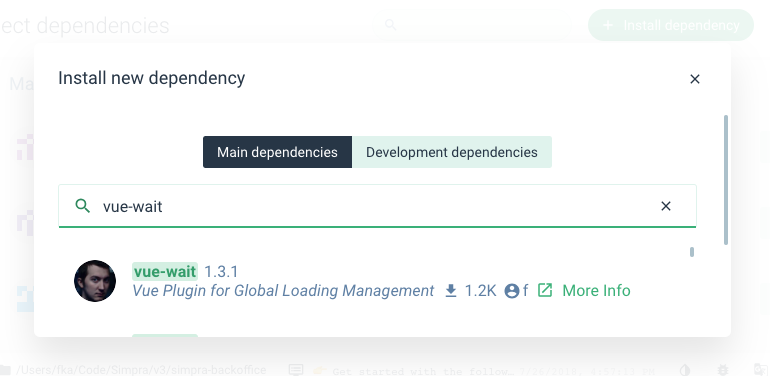 ect dependencies
Install dependency
Ma
Install new dependency
Main dependencies
Development dependencies
vue-wait
vue-wait 1.3.1
Vue Plugin for Global Loading Management 1.2K f More Info
/Users/fka/Code/Simpra/v3/simpra-backoffice
Get started with the follow…